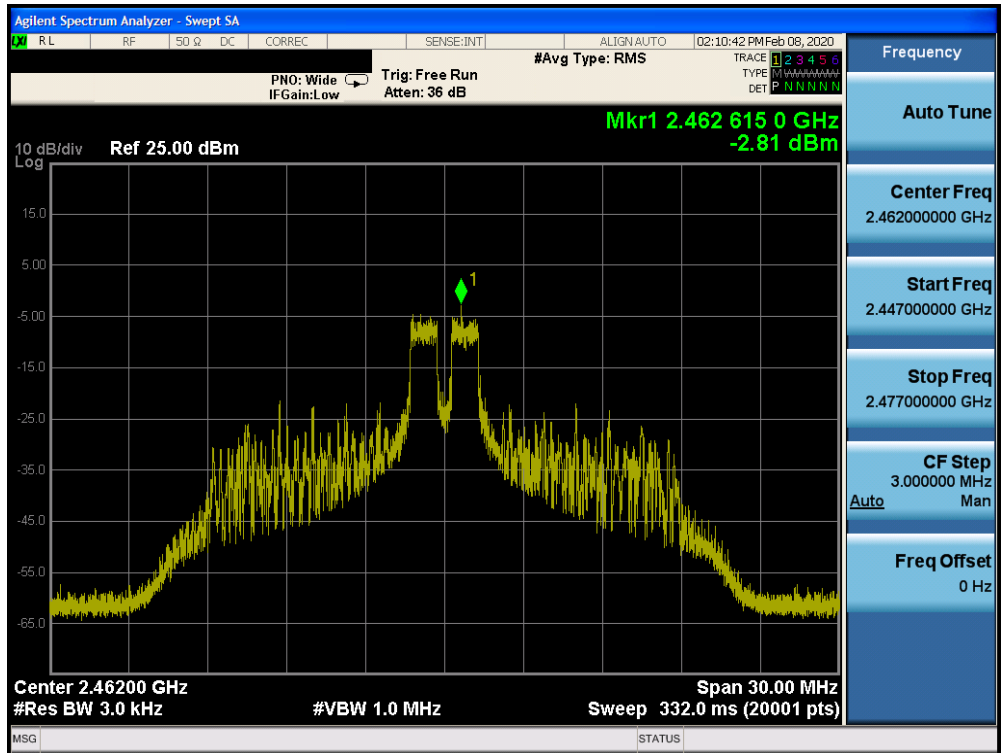 Agilent Spectrum Analyzer - Swept SA
LXI RL RF 50 Ω DC CORREC SENSE:INT ALIGN AUTO 02:10:42 PM Feb 08, 2020
#Avg Type: RMS
TRACE 1 2 3 4 5 6
PNO: Wide Trig: Free Run
TYPE M WWWWW
IFGain:Low Atten: 36 dB
DET P N N N N N
Mkr1 2.462 615 0 GHz
-2.81 dBm
10 dB/div Ref 25.00 dBm
Log
15.0
5.00
1
-5.00
-15.0
-25.0
-35.0
-45.0
-55.0
-65.0
Center 2.46200 GHz Span 30.00 MHz
#Res BW 3.0 kHz #VBW 1.0 MHz Sweep 332.0 ms (20001 pts)
MSG STATUS
Frequency
Auto Tune
Center Freq
2.462000000 GHz
Start Freq
2.447000000 GHz
Stop Freq
2.477000000 GHz
CF Step
3.000000 MHz
Auto Man
Freq Offset
0 Hz